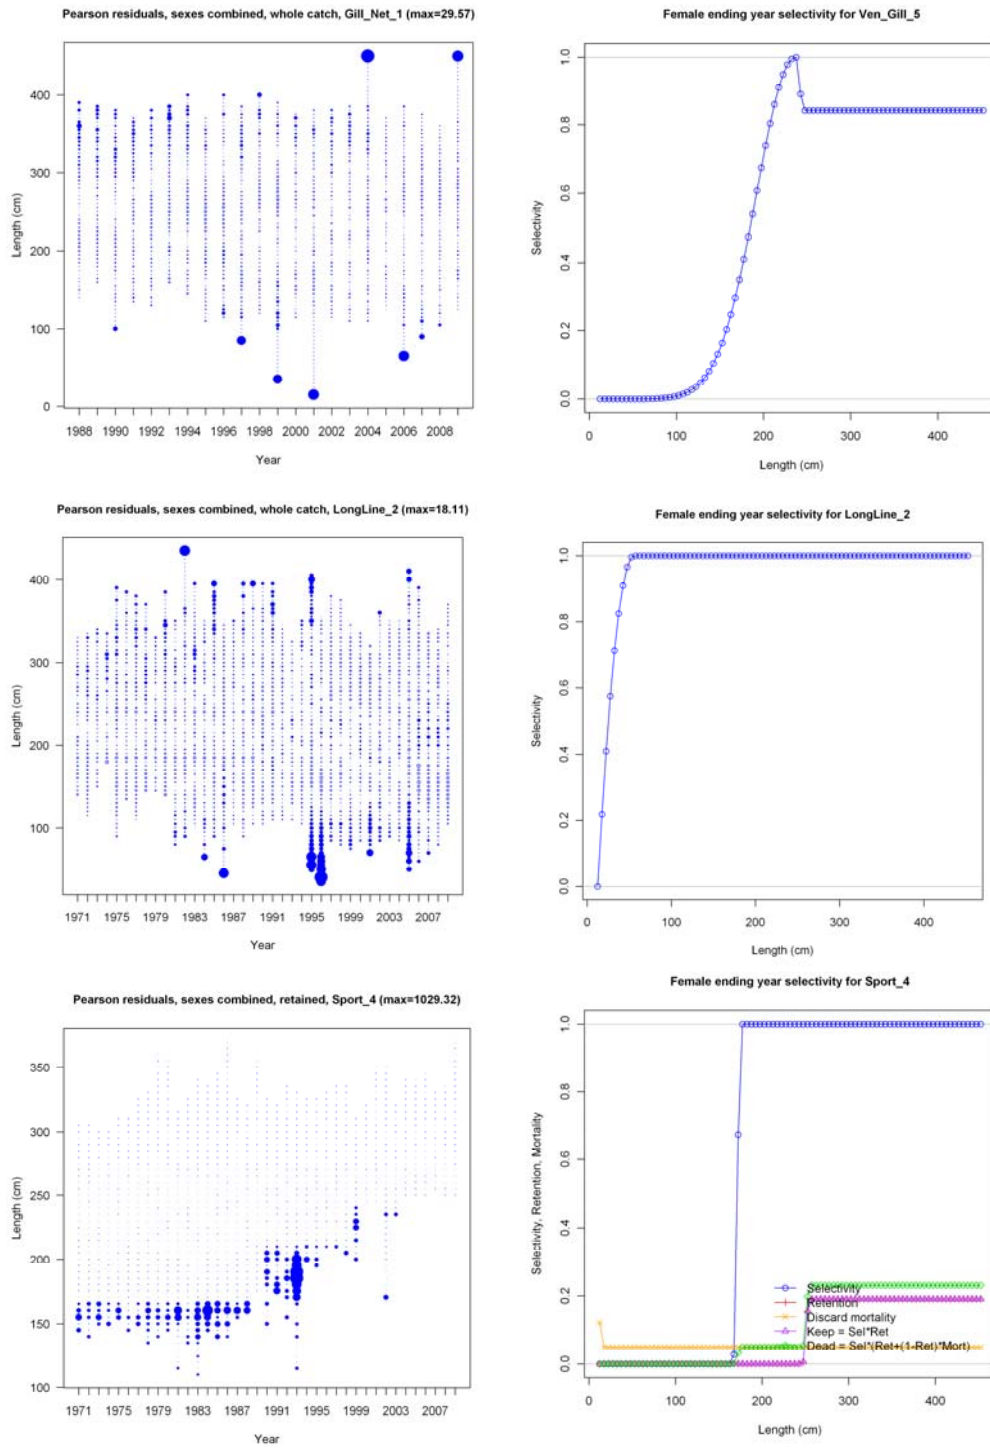 Pearson residuals, sexes combined, whole catch, Gill_Net_1 (max=29.57)
Length (cm)
400
300
200
100
0
1988 1990 1992 1994 1996 1998 2000 2002 2004 2006 2008
Year
Female ending year selectivity for Ven_Gill_5
Selectivity
1.0
0.8
0.6
0.4
0.2
0.0
0 100 200 300 400
Length (cm)
Pearson residuals, sexes combined, whole catch, LongLine_2 (max=18.11)
Length (cm)
400
300
200
100
1971 1975 1979 1983 1987 1991 1995 1999 2003 2007
Year
Female ending year selectivity for LongLine_2
Selectivity
1.0
0.8
0.6
0.4
0.2
0.0
0 100 200 300 400
Length (cm)
Pearson residuals, sexes combined, retained, Sport_4 (max=1029.32)
Length (cm)
350
300
250
200
150
100
1971 1975 1979 1983 1987 1991 1995 1999 2003 2007
Year
Female ending year selectivity for Sport_4
Selectivity, Retention, Mortality
1.0
0.8
0.6
0.4
0.2
0.0
Selectivity
Retention
Discard mortality
Keep = Sel*Ret
Dead = Sel*(Ret+(1-Ret)*Mort)
0 100 200 300 400
Length (cm)